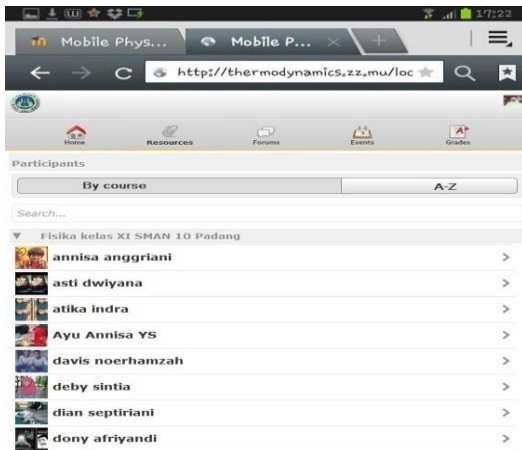 17:22
Mobile Phys...
Mobile P...
http://thermodynamics.zz.mu/loc
Home Resources Forums Events Grades
Participants
By course A-Z
Search...
Fisika kelas XI SMAN 10 Padang
annisa anggriani
asti dwiyana
atika indra
Ayu Annisa YS
davis noerhamzah
deby sintia
dian septiriani
dony afriyandi